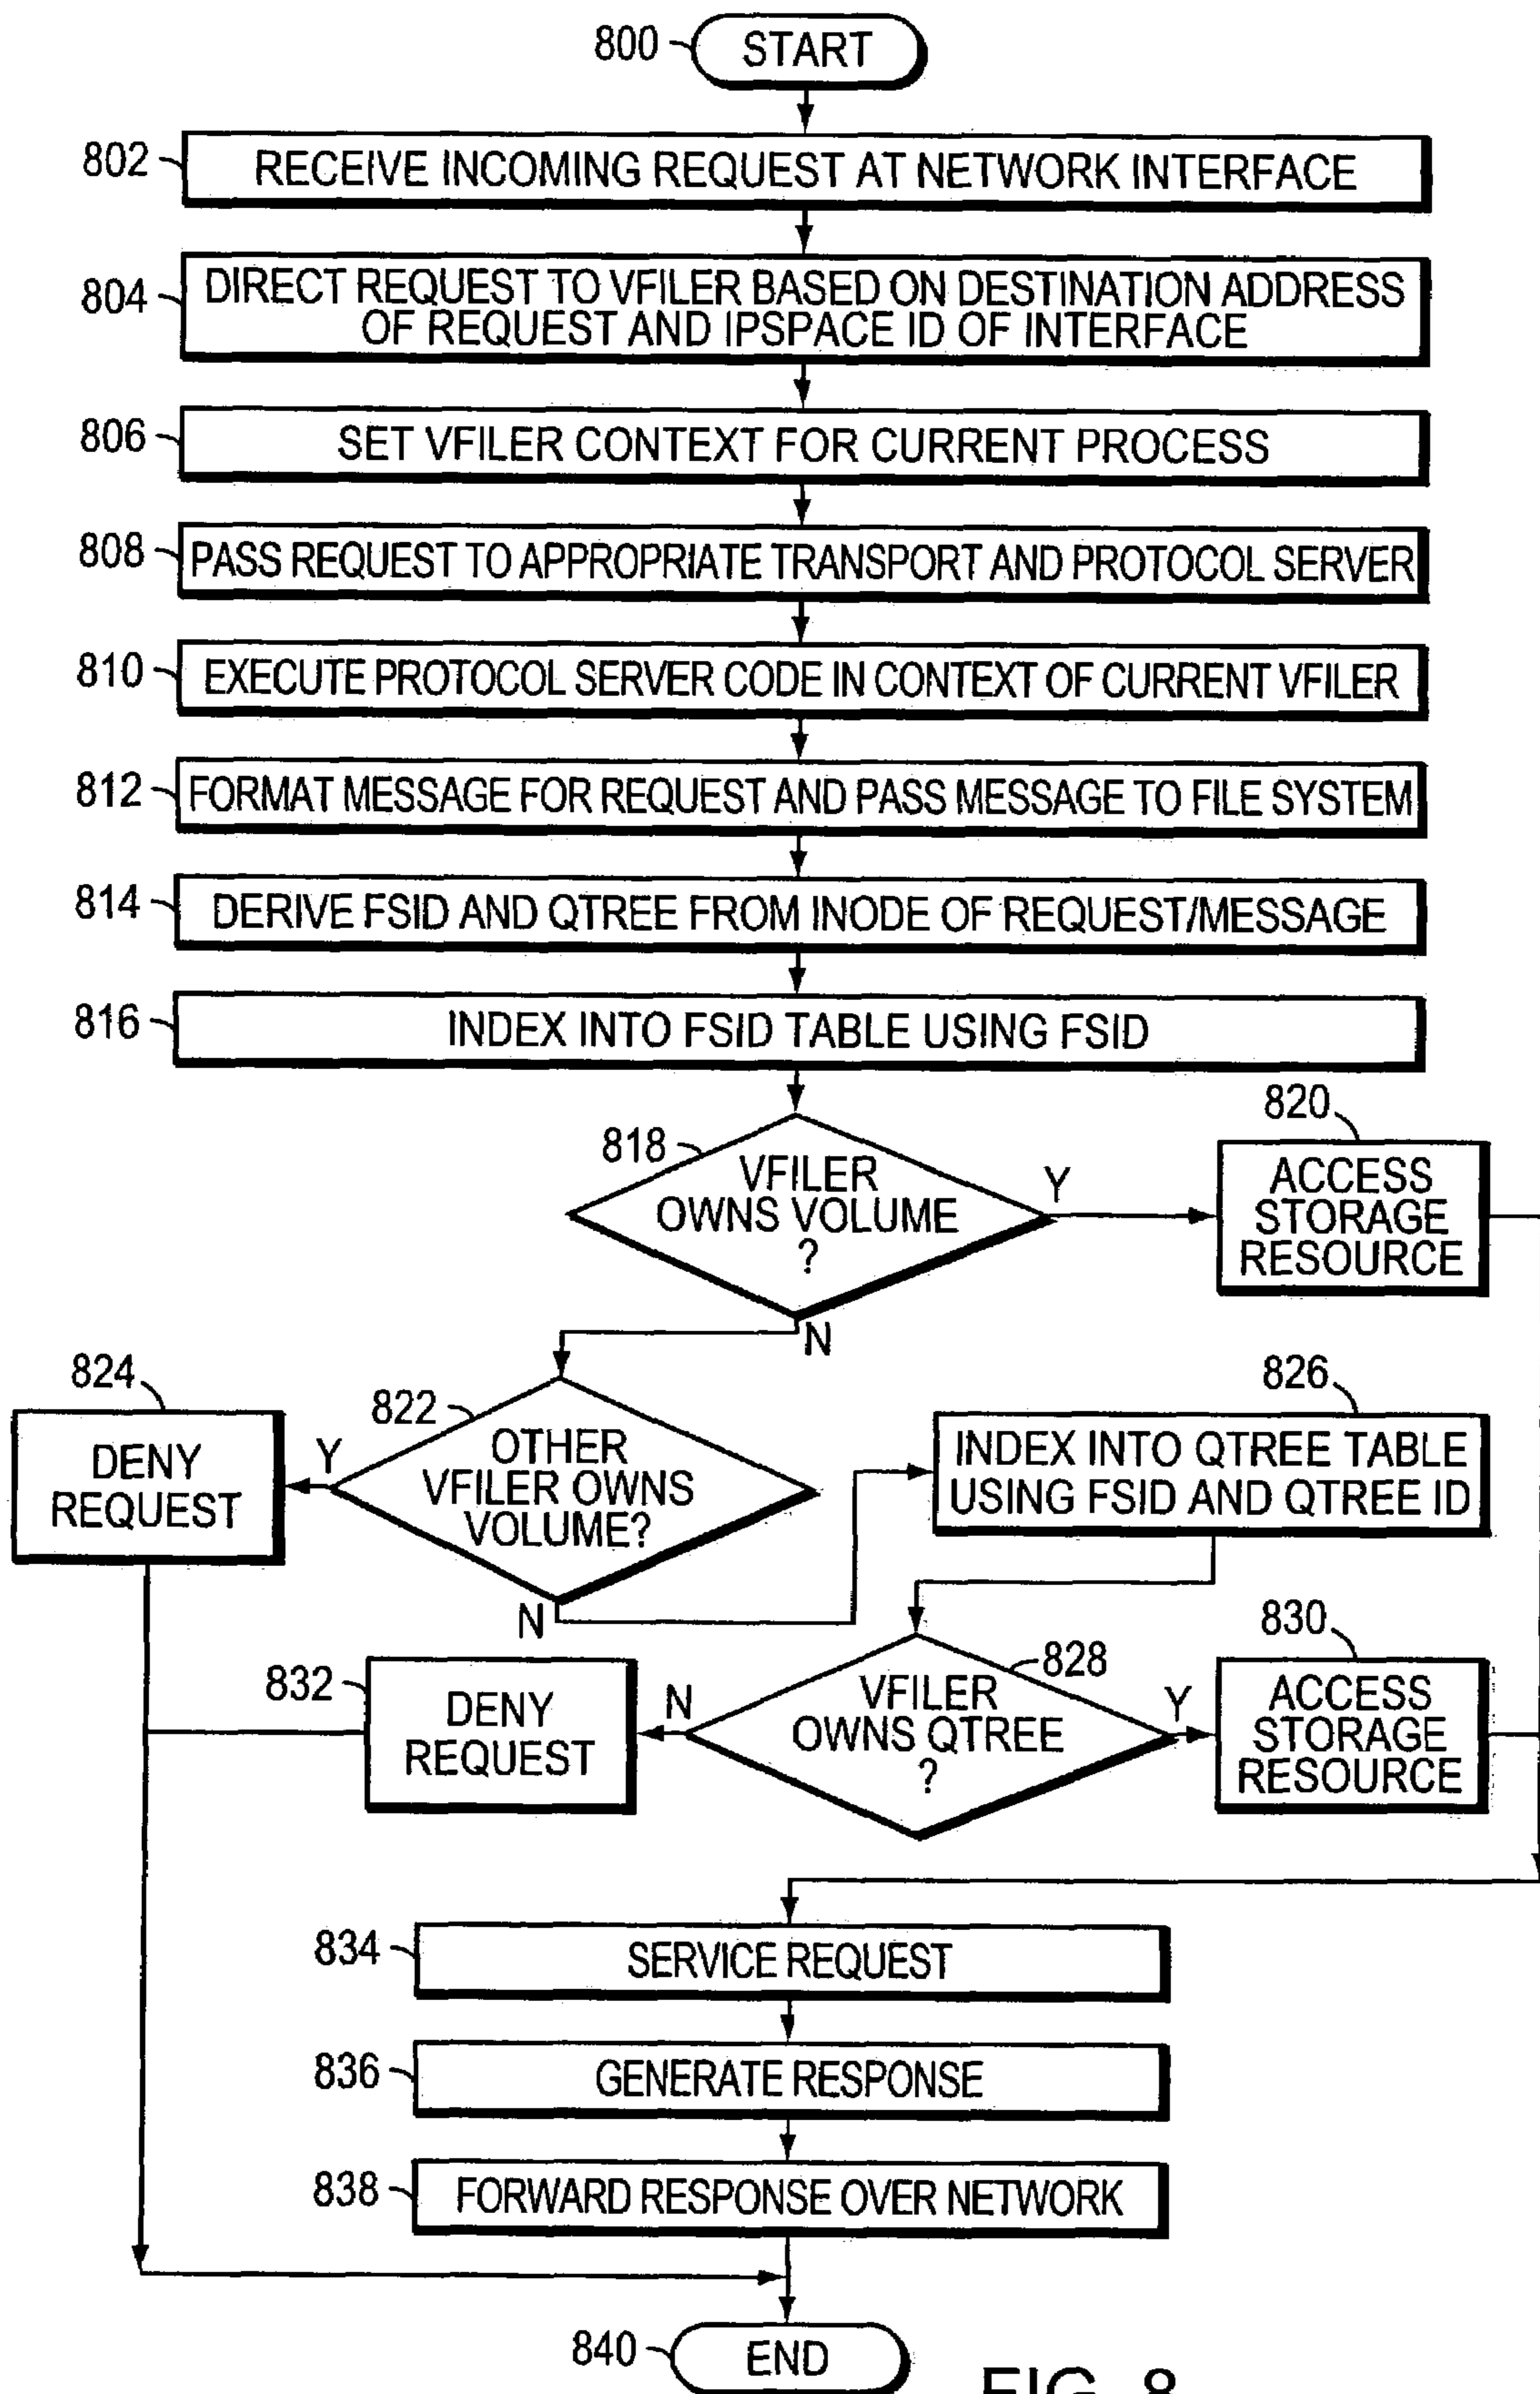 800
START
802
RECEIVE INCOMING REQUEST AT NETWORK INTERFACE
804
DIRECT REQUEST TO VFILER BASED ON DESTINATION ADDRESS
OF REQUEST AND IPSPACE ID OF INTERFACE
806
SET VFILER CONTEXT FOR CURRENT PROCESS
808
PASS REQUEST TO APPROPRIATE TRANSPORT AND PROTOCOL SERVER
810
EXECUTE PROTOCOL SERVER CODE IN CONTEXT OF CURRENT VFILER
812
FORMAT MESSAGE FOR REQUEST AND PASS MESSAGE TO FILE SYSTEM
814
DERIVE FSID AND QTREE FROM INODE OF REQUEST/MESSAGE
816
INDEX INTO FSID TABLE USING FSID
818
VFILER
OWNS VOLUME
?
Y
N
820
ACCESS
STORAGE
RESOURCE
822
OTHER
VFILER OWNS
VOLUME?
Y
N
824
DENY
REQUEST
826
INDEX INTO QTREE TABLE
USING FSID AND QTREE ID
828
VFILER
OWNS QTREE
?
N
Y
830
ACCESS
STORAGE
RESOURCE
832
DENY
REQUEST
834
SERVICE REQUEST
836
GENERATE RESPONSE
838
FORWARD RESPONSE OVER NETWORK
840
END
FIG. 8